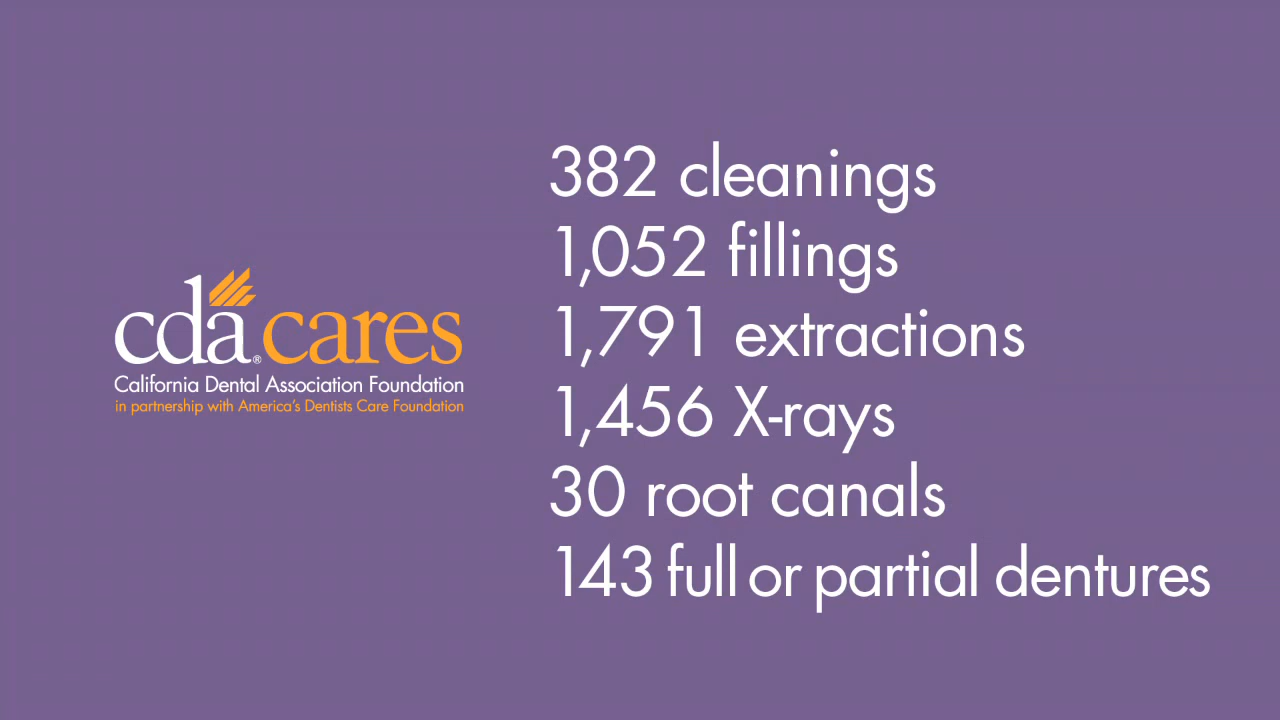 cda® cares
California Dental Association Foundation
in partnership with America's Dentists Care Foundation
382 cleanings
1,052 fillings
1,791 extractions
1,456 X-rays
30 root canals
143 full or partial dentures